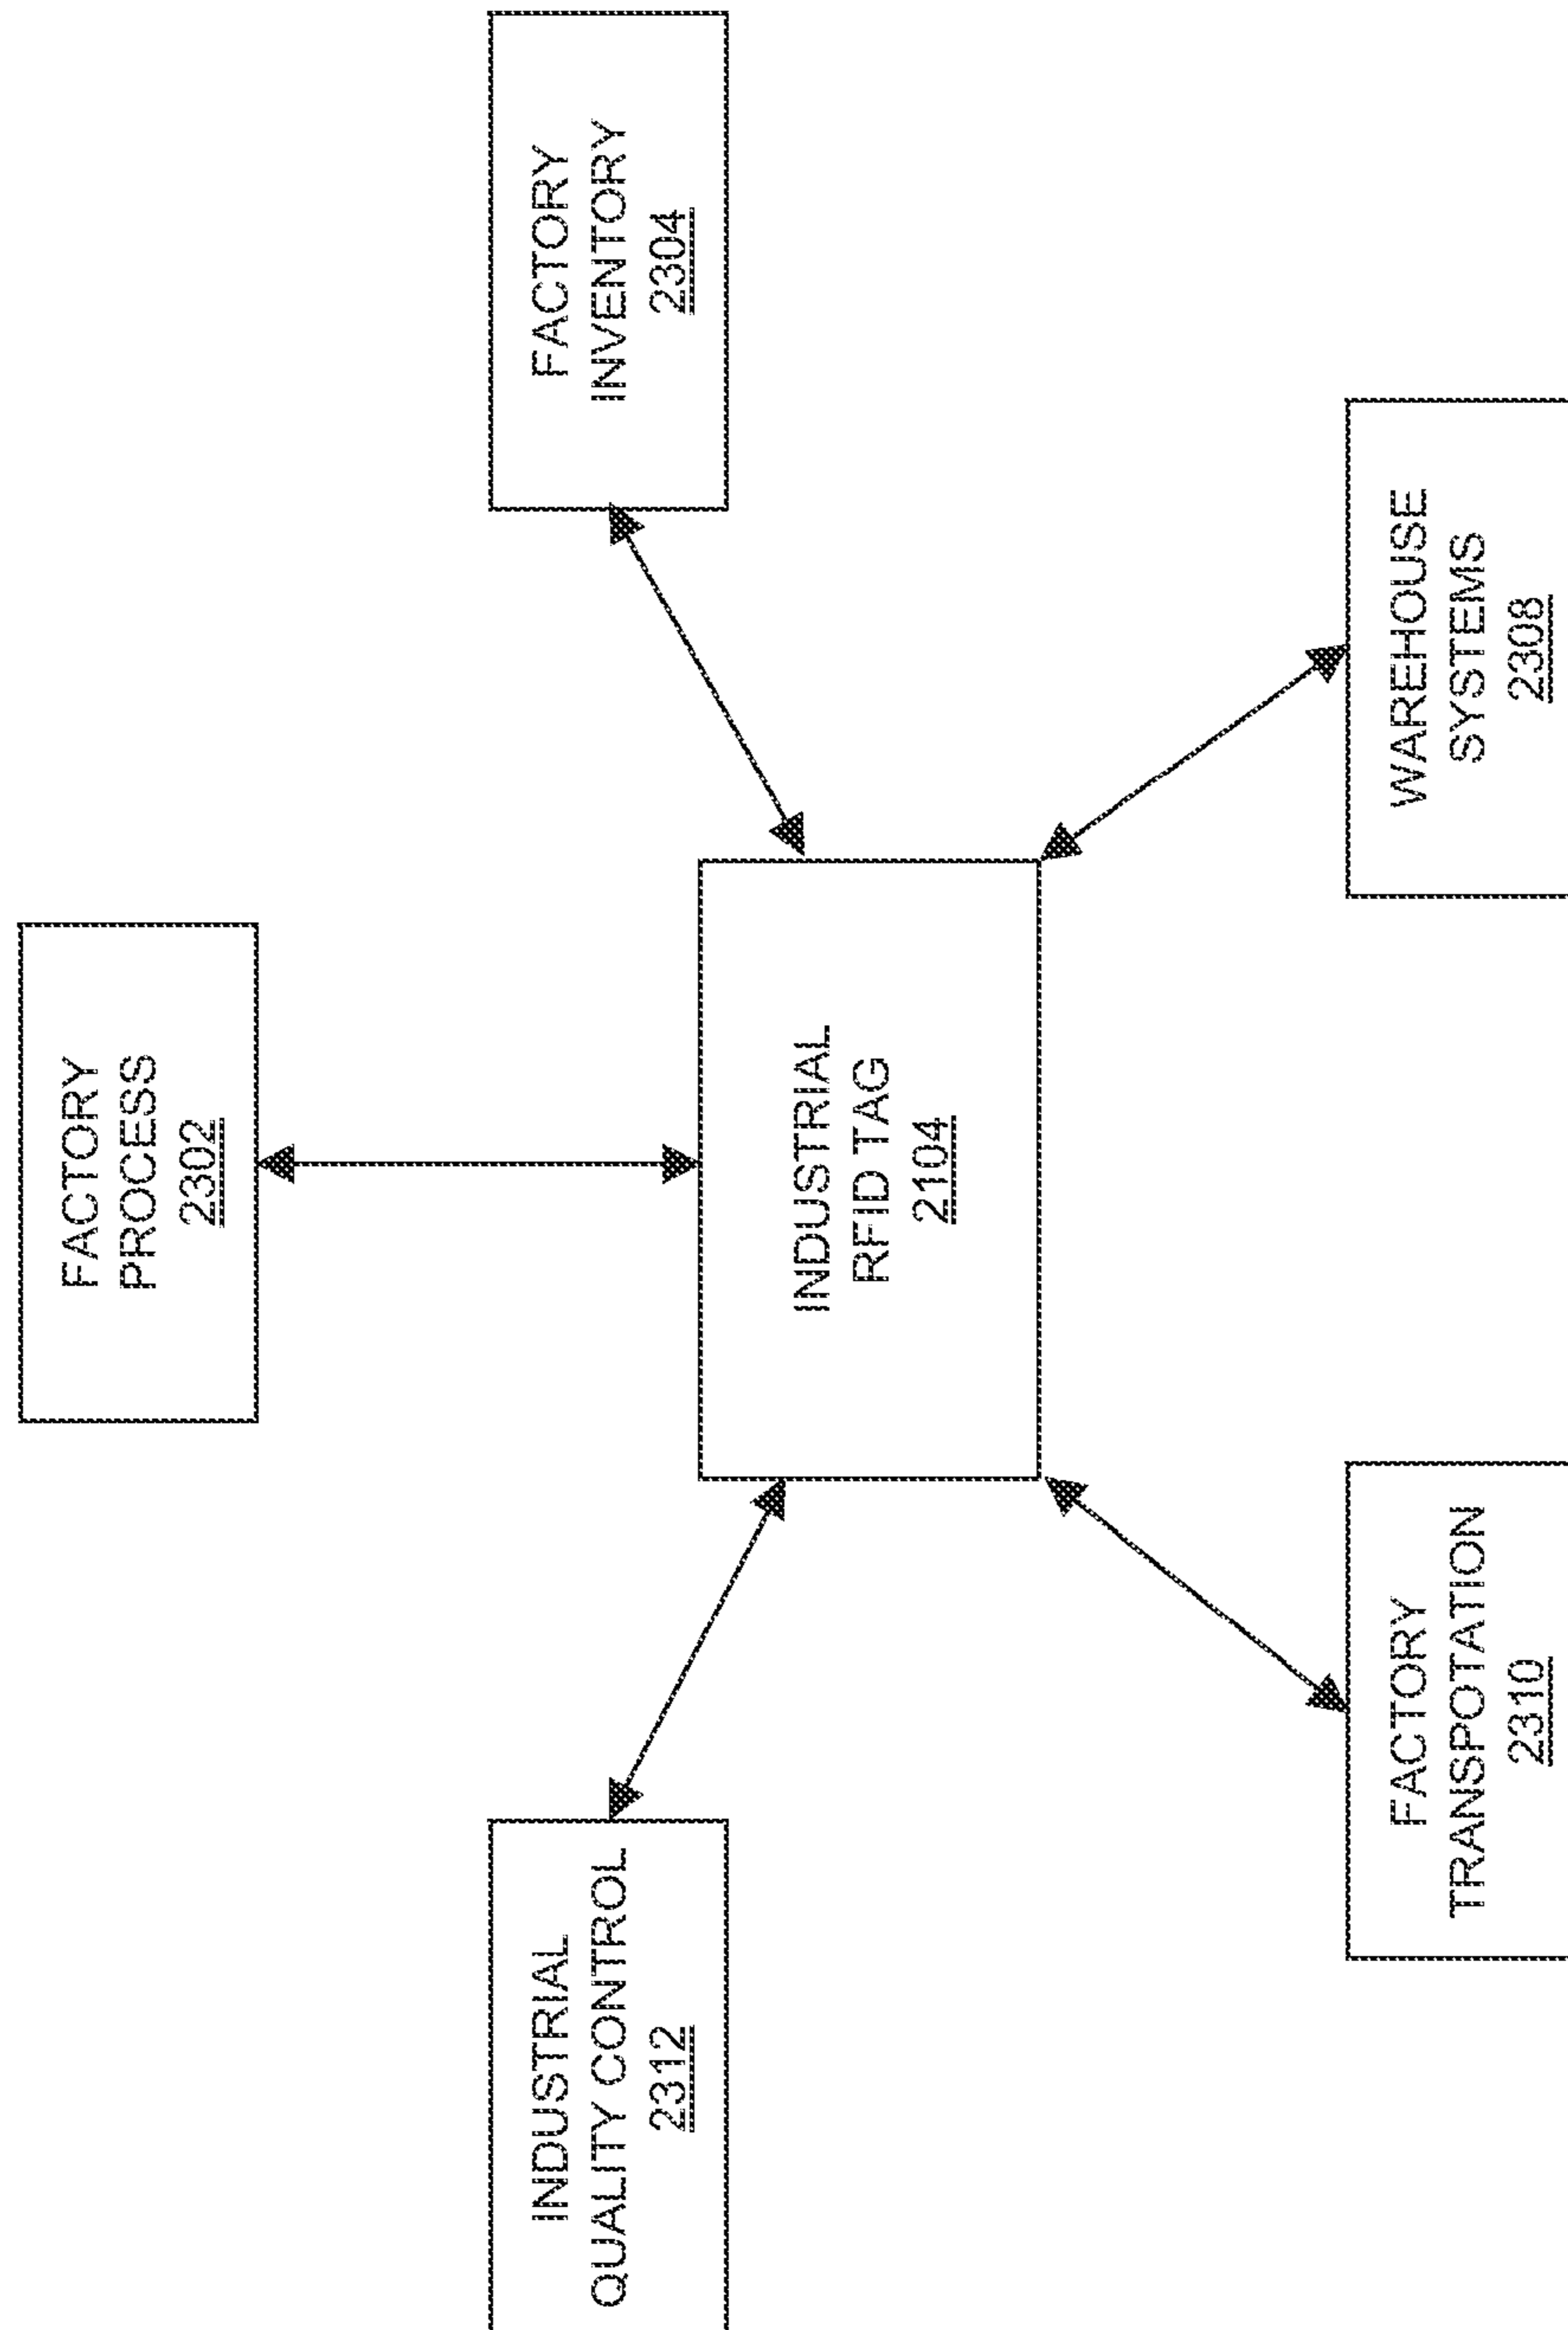 FACTORY
PROCESS
2302
INDUSTRIAL
QUALITY CONTROL
2312
FACTORY
INVENTORY
2304
INDUSTRIAL
RFID TAG
2104
FACTORY
TRANSPOTATION
2310
WAREHOUSE
SYSTEMS
2308